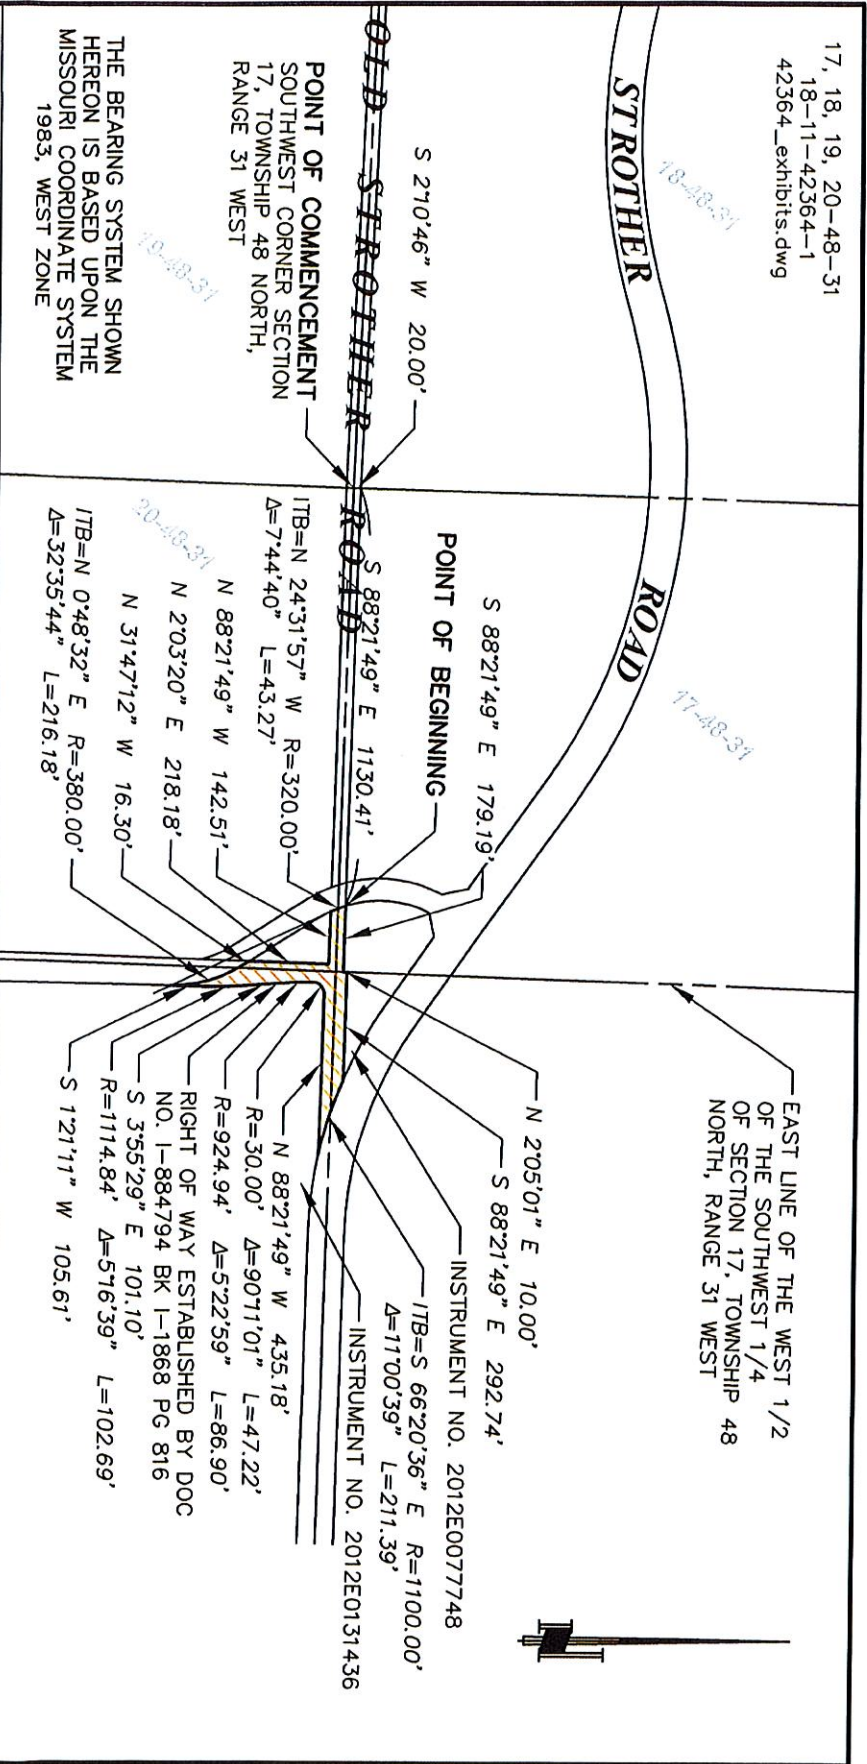 17, 18, 19, 20-48-31
18-11-42364-1
42364_exhibits.dwg
18-48-31
STROTHER
ROAD
17-48-31
EAST LINE OF THE WEST 1/2
OF THE SOUTHWEST 1/4
OF SECTION 17, TOWNSHIP 48
NORTH, RANGE 31 WEST
S 2°10'46" W 20.00'
OLD STROTHER ROAD
POINT OF COMMENCEMENT
SOUTHWEST CORNER SECTION
17, TOWNSHIP 48 NORTH,
RANGE 31 WEST
19-48-31
THE BEARING SYSTEM SHOWN
HEREON IS BASED UPON THE
MISSOURI COORDINATE SYSTEM
1983, WEST ZONE
S 88°21'49" E 179.19'
POINT OF BEGINNING
S 88°21'49" E 1130.41'
ITB=N 24°31'57" W R=320.00'
Δ=7°44'40" L=43.27'
N 88°21'49" W 142.51'
20-48-31
N 2°03'20" E 218.18'
N 31°47'12" W 16.30'
ITB=N 0°48'32" E R=380.00'
Δ=32°35'44" L=216.18'
N 2°05'01" E 10.00'
S 88°21'49" E 292.74'
INSTRUMENT NO. 2012E0077748
ITB=S 66°20'36" E R=1100.00'
Δ=11°00'39" L=211.39'
INSTRUMENT NO. 2012E0131436
N 88°21'49" W 435.18'
R=30.00' Δ=90°11'01" L=47.22'
R=924.94' Δ=5°22'59" L=86.90'
RIGHT OF WAY ESTABLISHED BY DOC
NO. I-884794 BK I-1868 PG 816
S 3°55'29" E 101.10'
R=1114.84' Δ=5°16'39" L=102.69'
S 1°21'11" W 105.61'